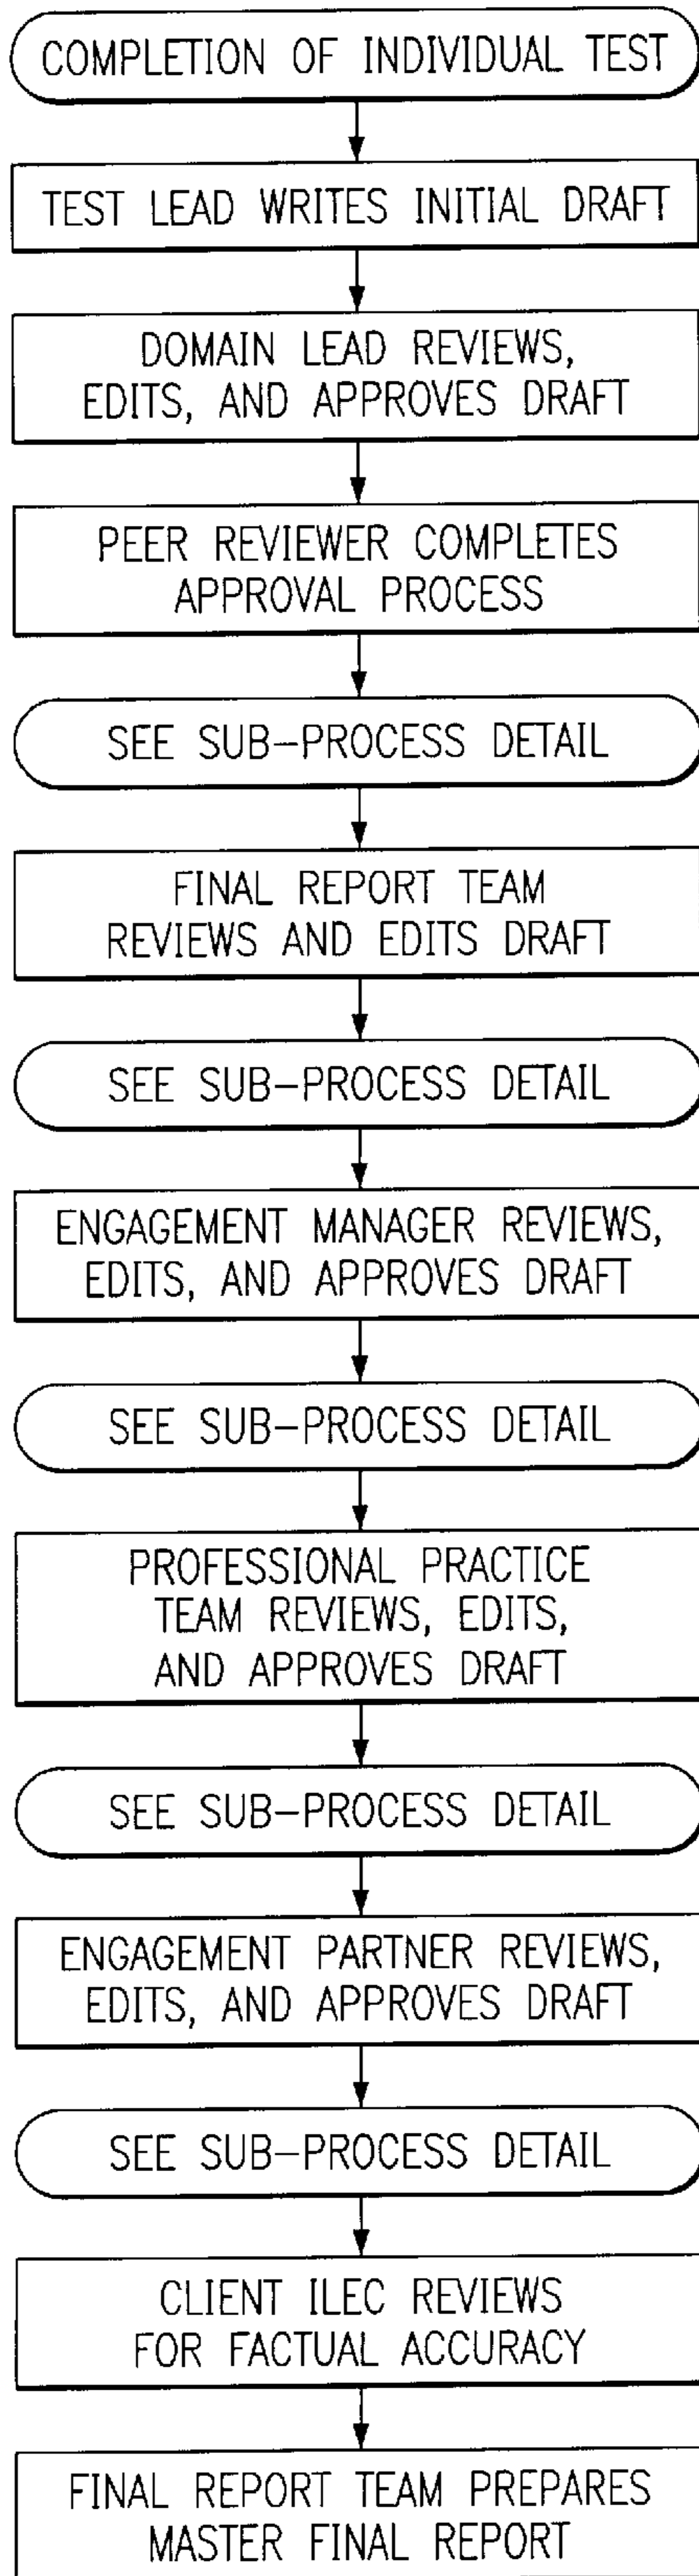 COMPLETION OF INDIVIDUAL TEST
TEST LEAD WRITES INITIAL DRAFT
DOMAIN LEAD REVIEWS,
EDITS, AND APPROVES DRAFT
PEER REVIEWER COMPLETES
APPROVAL PROCESS
SEE SUB-PROCESS DETAIL
FINAL REPORT TEAM
REVIEWS AND EDITS DRAFT
SEE SUB-PROCESS DETAIL
ENGAGEMENT MANAGER REVIEWS,
EDITS, AND APPROVES DRAFT
SEE SUB-PROCESS DETAIL
PROFESSIONAL PRACTICE
TEAM REVIEWS, EDITS,
AND APPROVES DRAFT
SEE SUB-PROCESS DETAIL
ENGAGEMENT PARTNER REVIEWS,
EDITS, AND APPROVES DRAFT
SEE SUB-PROCESS DETAIL
CLIENT ILEC REVIEWS
FOR FACTUAL ACCURACY
FINAL REPORT TEAM PREPARES
MASTER FINAL REPORT